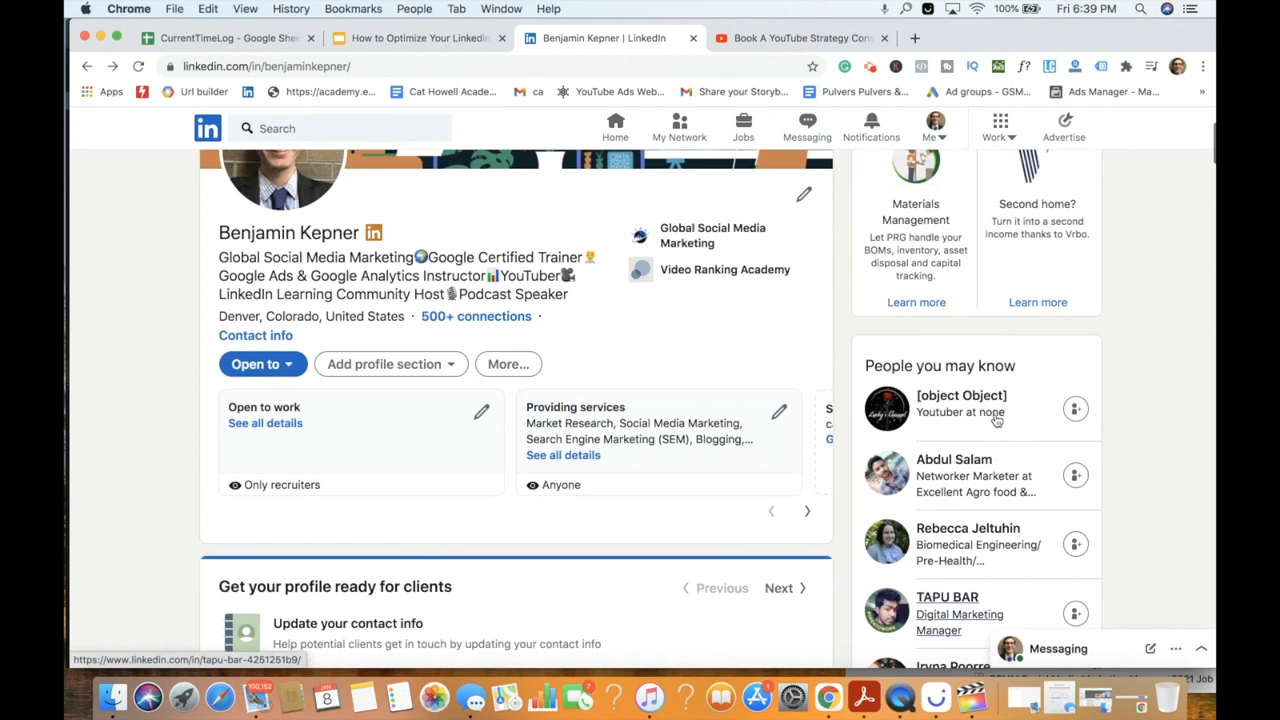 Chrome File Edit View History Bookmarks People Tab Window Help 100% Fri 6:39 PM
CurrentTimeLog - Google Shee How to Optimize Your Linkedin Benjamin Kepner | LinkedIn Book A YouTube Strategy Cons
linkedin.com/in/benjaminkepner/
Apps Url builder https://academy.e... Cat Howell Acade... ca YouTube Ads Web... Share your Storyb... Pulvers Pulvers &... Ad groups - GSM... Ads Manager - Ma... »
in Search
Home My Network Jobs Messaging Notifications Me Work Advertise
Benjamin Kepner in
Global Social Media Marketing Google Certified Trainer
Google Ads & Google Analytics Instructor YouTuber
LinkedIn Learning Community Host Podcast Speaker
Denver, Colorado, United States · 500+ connections ·
Contact info
Global Social Media
Marketing
Video Ranking Academy
Open to Add profile section More...
Open to work
See all details
Only recruiters
Providing services
Market Research, Social Media Marketing,
Search Engine Marketing (SEM), Blogging,...
See all details
Anyone
Get your profile ready for clients
Previous Next
Update your contact info
Help potential clients get in touch by updating your contact info
Materials
Management
Let PRG handle your
BOMs, inventory, asset
disposal and capital
tracking.
Learn more
Second home?
Turn it into a second
income thanks to Vrbo.
Learn more
People you may know
[object Object]
Youtuber at none
Abdul Salam
Networker Marketer at
Excellent Agro food &...
Rebecca Jeltuhin
Biomedical Engineering/
Pre-Health/...
TAPU BAR
Digital Marketing
Manager
Messaging
https://www.linkedin.com/in/tapu-bar-4251251b9/
100,152
JAN
8
7